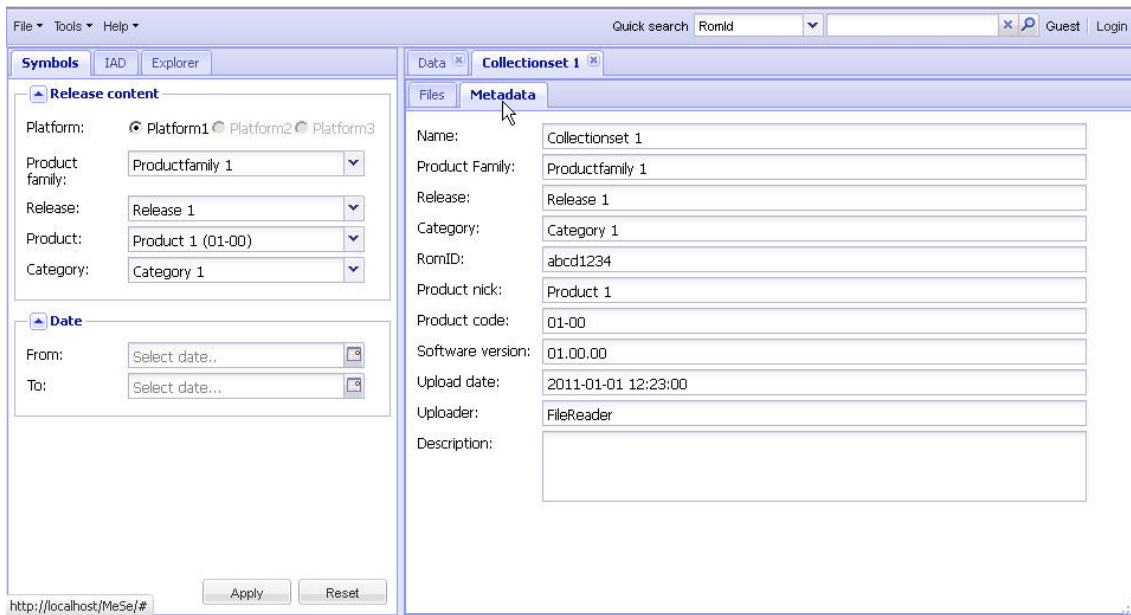 File Tools Help Quick search RomId Guest Login
Symbols IAD Explorer
Release content
Platform: Platform1 Platform2 Platform3
Product family: Productfamily 1
Release: Release 1
Product: Product 1 (01-00)
Category: Category 1
Date
From: Select date..
To: Select date..
Apply Reset
http://localhost/MeSe/#
Data Collectionset 1
Files Metadata
Name: Collectionset 1
Product Family: Productfamily 1
Release: Release 1
Category: Category 1
RomID: abcd1234
Product nick: Product 1
Product code: 01-00
Software version: 01.00.00
Upload date: 2011-01-01 12:23:00
Uploader: FileReader
Description: